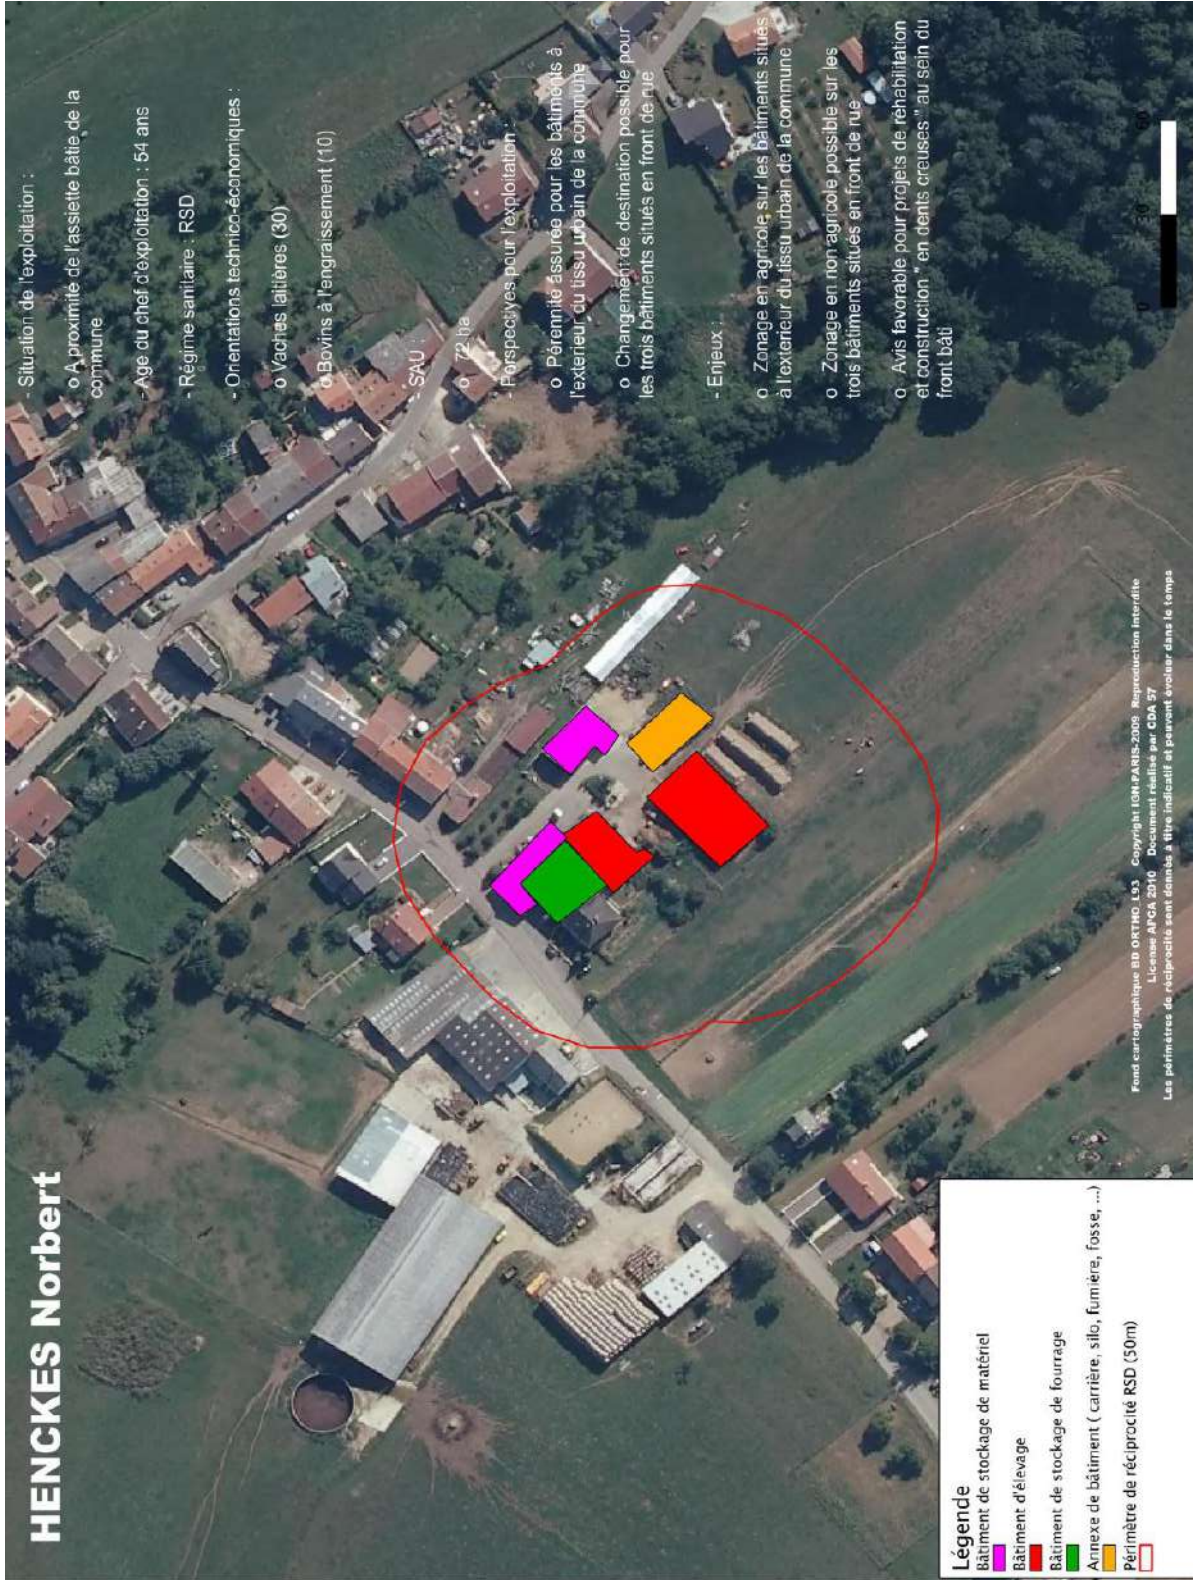 HENCKES Norbert
- Situation de l'exploitation :
o A proximité de l'assiette bâtie de la
commune
- Age du chef d'exploitation : 54 ans
- Régime sanitaire : RSD
- Orientations technico-économiques :
o Vaches laitières (30)
o Bovins à l'engraissement (10)
- SAU :
o 72 ha
- Perspectives pour l'exploitation :
o Pérennité assurée pour les bâtiments à
l'exterieur du tissu urbain de la commune
o Changement de destination possible pour
les trois bâtiments situés en front de rue
- Enjeux :
o Zonage en agricole sur les bâtiments situés
à l'exterieur du tissu urbain de la commune
o Zonage en non agricole possible sur les
trois bâtiments situés en front de rue
o Avis favorable pour projets de réhabilitation
et construction " en dents creuses " au sein du
front bâti
0 30 60
Légende
Bâtiment de stockage de matériel
Bâtiment d'élevage
Bâtiment de stockage de fourrage
Annexe de bâtiment ( carrière, silo, fumière, fosse, ...)
Périmètre de réciprocité RSD (50m)
Fond cartographique BD ORTHO L93 Copyright IGN-PARIS-2009 Reproduction interdite
License APCA 2010 Document réalisé par CDA 57
Les périmètres de réciprocité sont donnés à titre indicatif et peuvent évoluer dans le temps